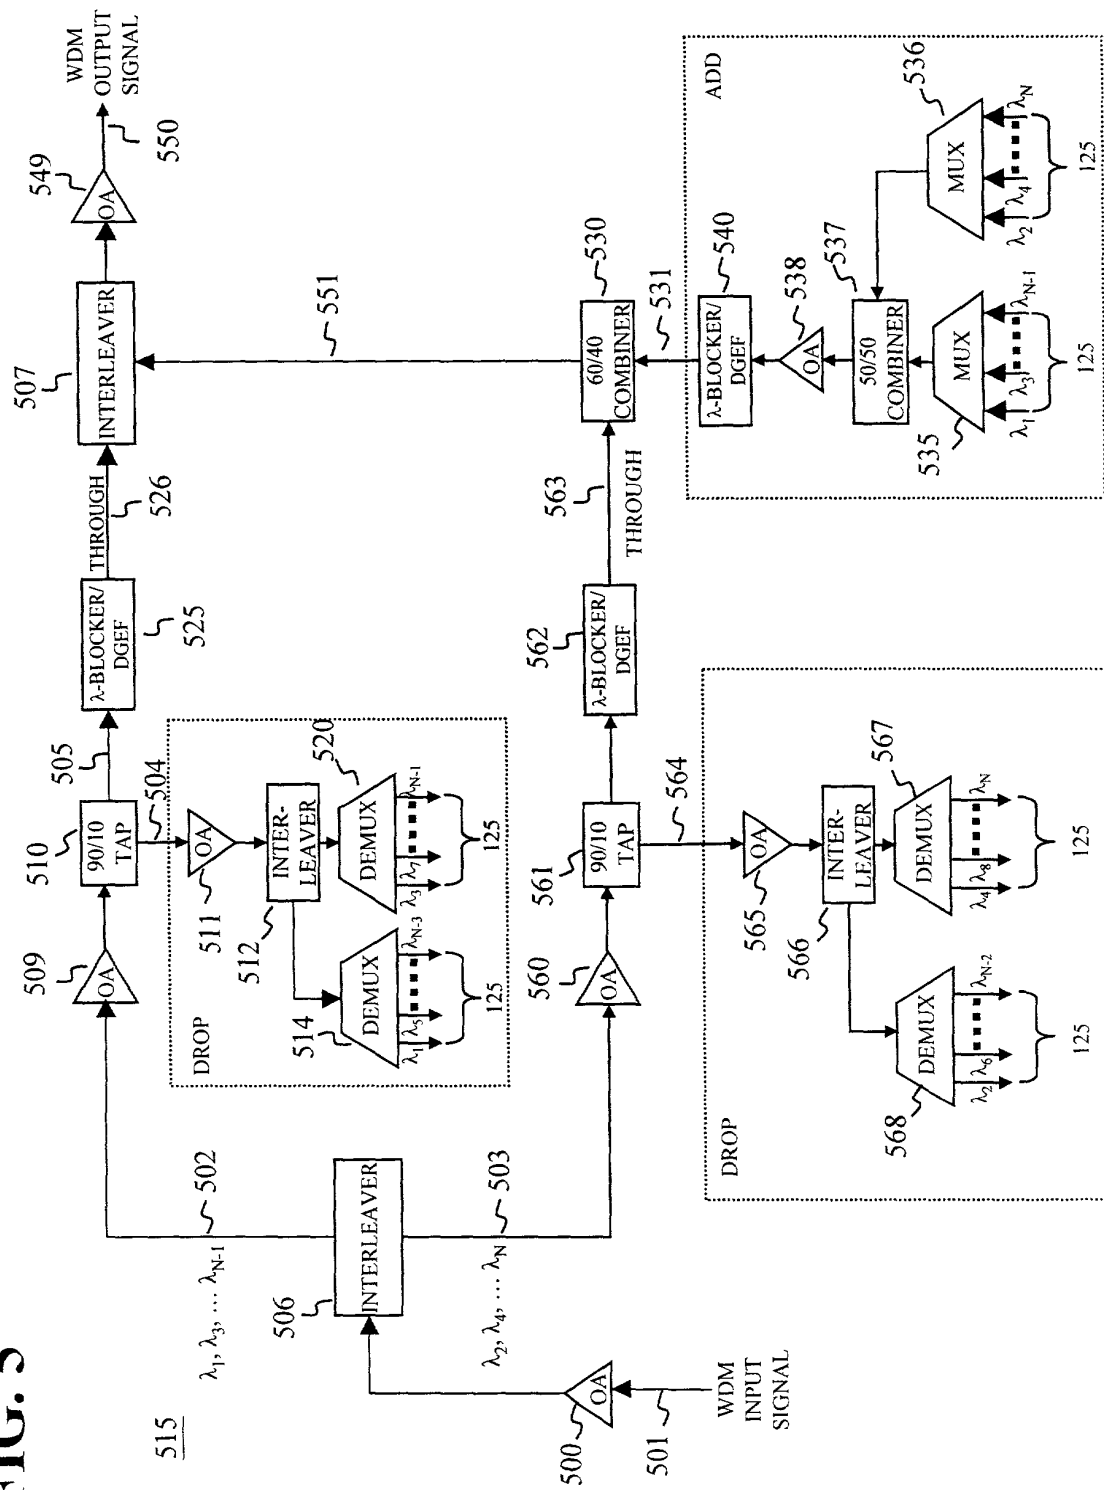 FIG. 5
515
WDM
INPUT
SIGNAL
501
500
OA
506
INTERLEAVER
λ1, λ3, ... λN-1
502
λ2, λ4, ... λN
503
509
OA
510
90/10
TAP
505
504
525
λ-BLOCKER/
DGEF
THROUGH
526
507
INTERLEAVER
549
OA
550
WDM
OUTPUT
SIGNAL
DROP
511
OA
512
INTER-
LEAVER
514
DEMUX
λ1 λ5 λN-3
125
520
DEMUX
λ3 λ7 λN-1
125
560
OA
561
90/10
TAP
564
562
λ-BLOCKER/
DGEF
563
THROUGH
530
60/40
COMBINER
551
531
DROP
565
OA
566
INTER-
LEAVER
567
DEMUX
λ4 λ8 λN
125
568
DEMUX
λ2 λ6 λN-2
125
ADD
540
λ-BLOCKER/
DGEF
538
OA
537
50/50
COMBINER
535
MUX
λ1 λ3 λN-1
125
536
MUX
λ2 λ4 λN
125